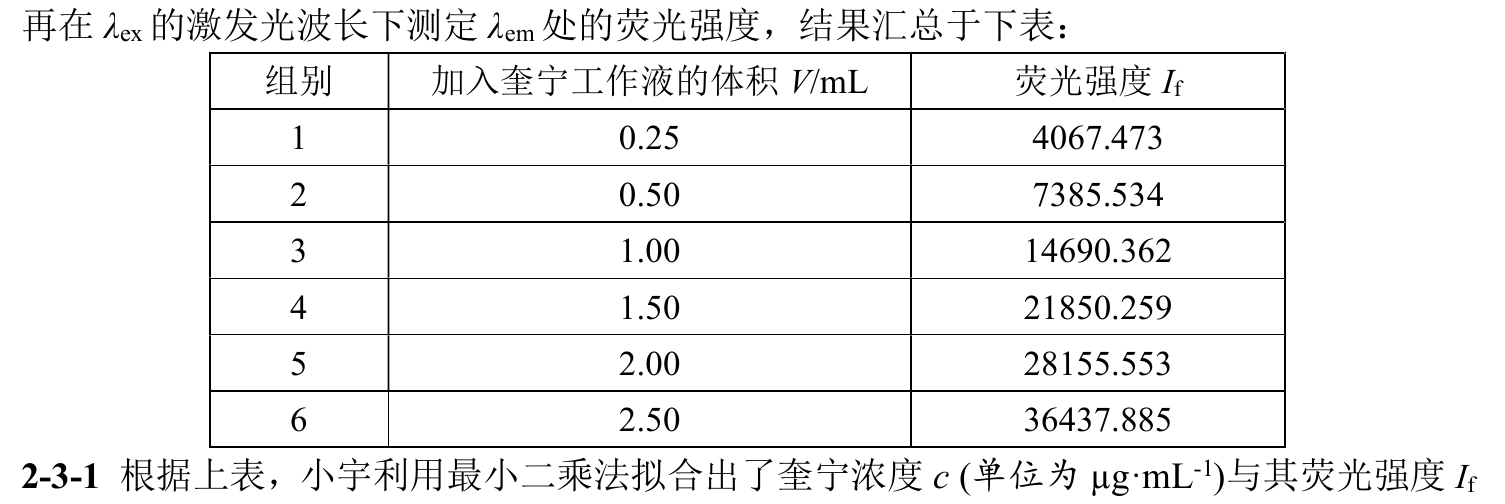 再在 λex 的激发光波长下测定 λem 处的荧光强度，结果汇总于下表：
组别 加入奎宁工作液的体积 V/mL 荧光强度 If
1 0.25 4067.473
2 0.50 7385.534
3 1.00 14690.362
4 1.50 21850.259
5 2.00 28155.553
6 2.50 36437.885
2-3-1 根据上表，小宇利用最小二乘法拟合出了奎宁浓度 c (单位为 μg·mL-1)与其荧光强度 If